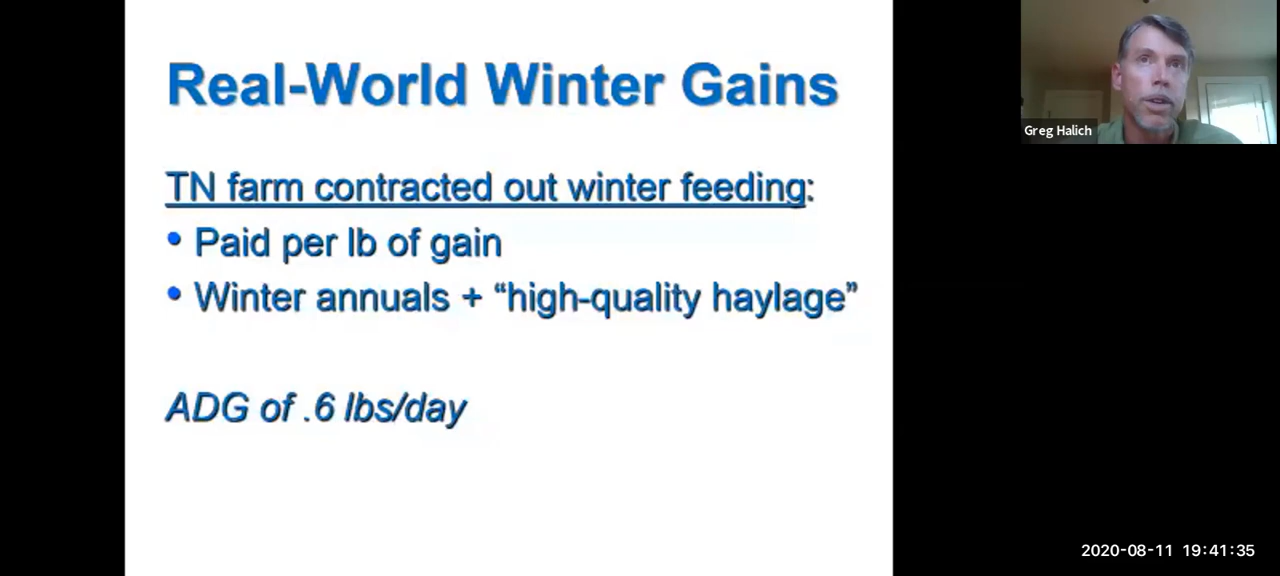 Real-World Winter Gains
TN farm contracted out winter feeding:
• Paid per lb of gain
• Winter annuals + “high-quality haylage”
ADG of .6 lbs/day
Greg Halich
2020-08-11 19:41:35